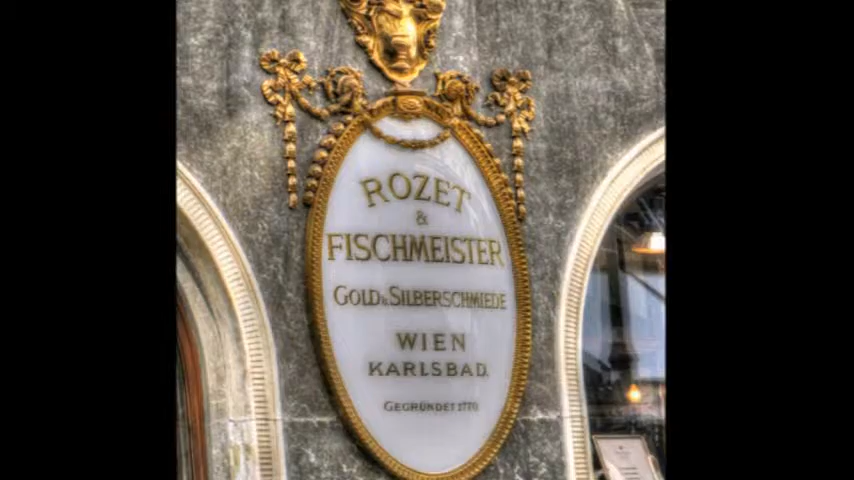 ROZET
&
FISCHMEISTER
GOLD & SILBERSCHMIEDE
WIEN
KARLSBAD.
GEGRÜNDET 1770